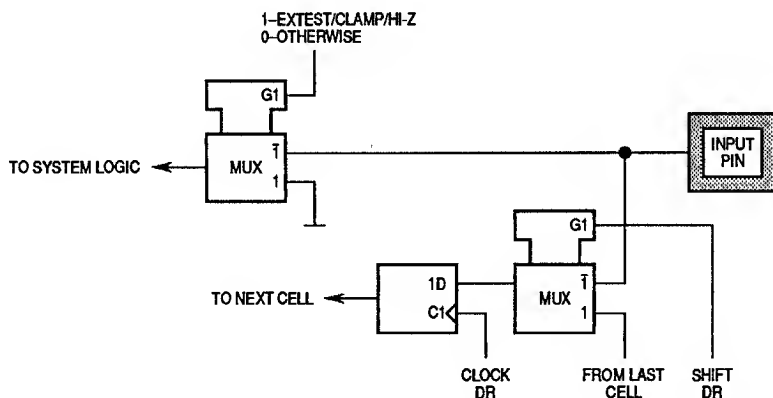 1–EXTEST/CLAMP/HI-Z
0–OTHERWISE
G1
TO SYSTEM LOGIC
MUX
1̅
1
INPUT
PIN
G1
TO NEXT CELL
1D
C1
MUX
1̅
1
CLOCK
DR
FROM LAST
CELL
SHIFT
DR